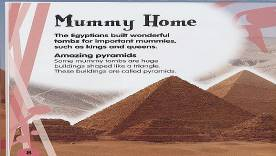 Mummy Home
The Egyptians built wonderful
tombs for important mummies,
such as kings and queens.
Amazing pyramids
Some mummy tombs are huge
buildings shaped like a triangle.
These buildings are called pyramids.
8